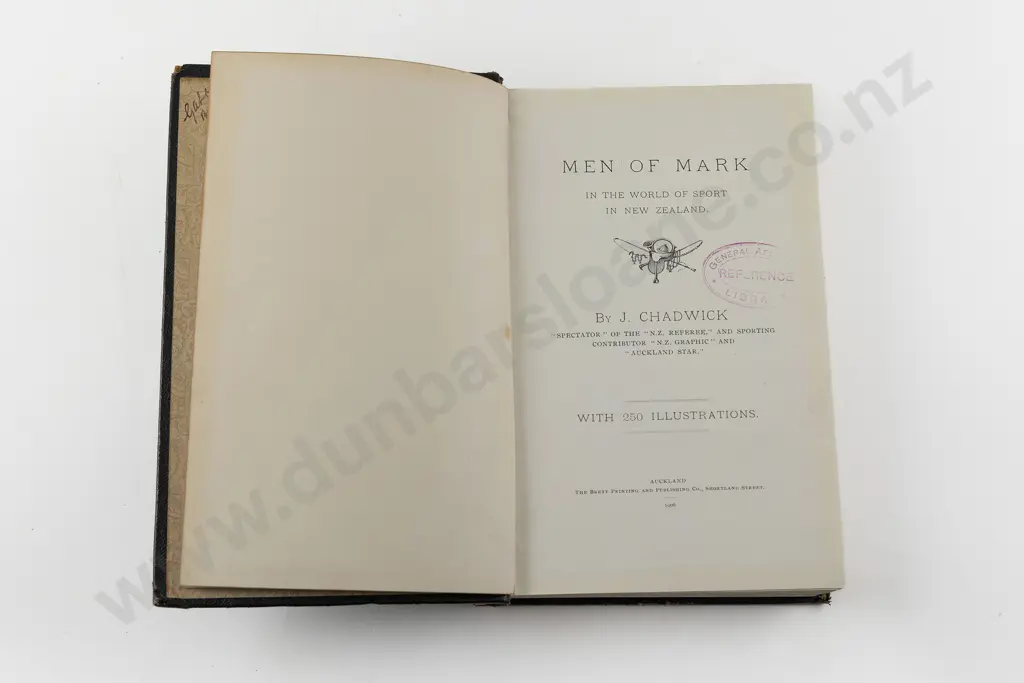 MEN OF MARK
IN THE WORLD OF SPORT
IN NEW ZEALAND.
GENERAL
REFERENCE
By J. CHADWICK
"SPECTATOR" OF THE "N.Z. REFEREE," AND SPORTING
CONTRIBUTOR "N.Z. GRAPHIC" AND
"AUCKLAND STAR."
WITH 250 ILLUSTRATIONS.
AUCKLAND
THE BRETT PRINTING AND PUBLISHING CO., SHORTLAND STREET.
1906
www.dunbarsloane.co.nz